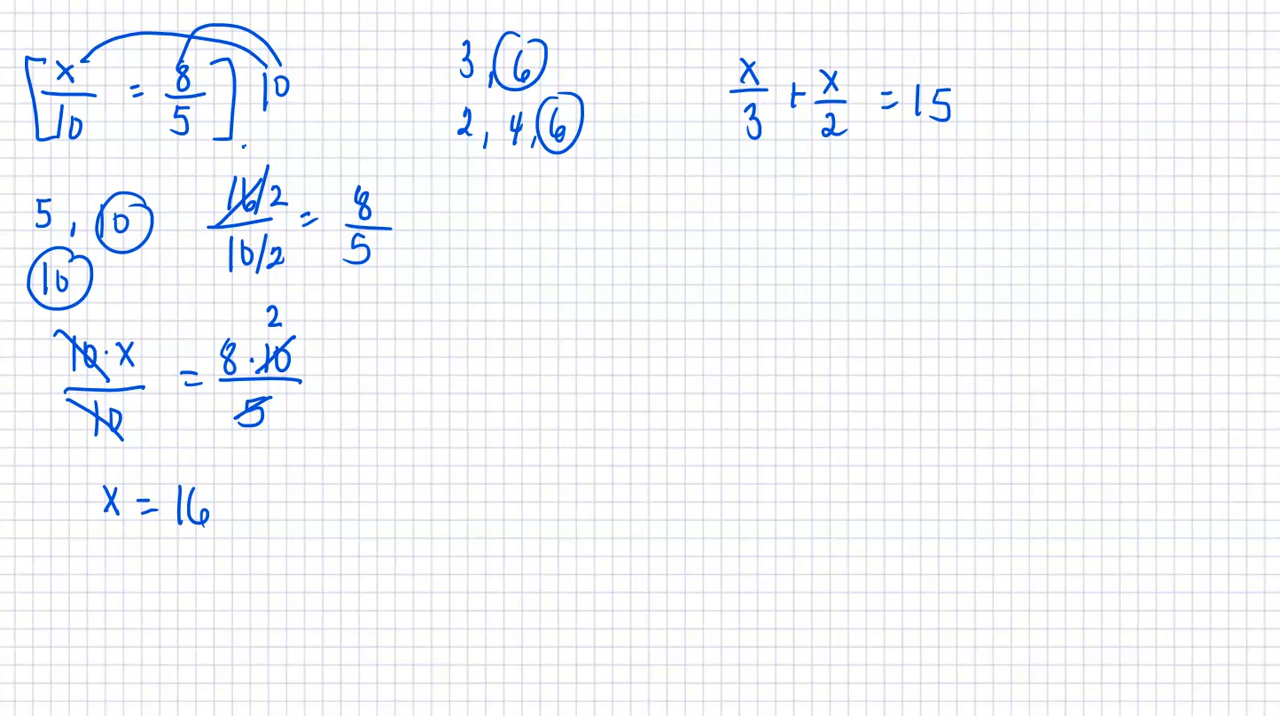 [x/10 = 8/5] 10
5, 10
10
16/2 / 10/2 = 8/5
10·x / 10 = 8·10 / 5
2
x = 16
3, 6
2, 4, 6
x/3 + x/2 = 15